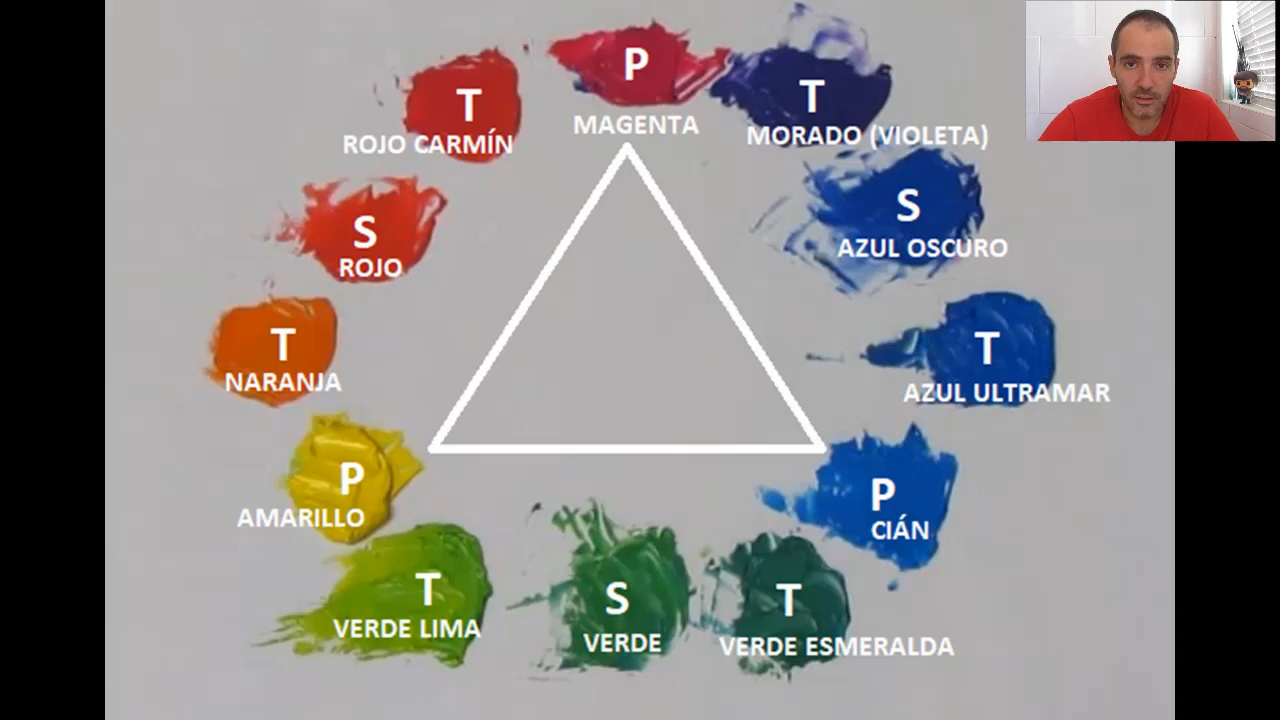 P
MAGENTA
T
MORADO (VIOLETA)
S
AZUL OSCURO
T
AZUL ULTRAMAR
P
CIÁN
T
VERDE ESMERALDA
S
VERDE
T
VERDE LIMA
P
AMARILLO
T
NARANJA
S
ROJO
T
ROJO CARMÍN